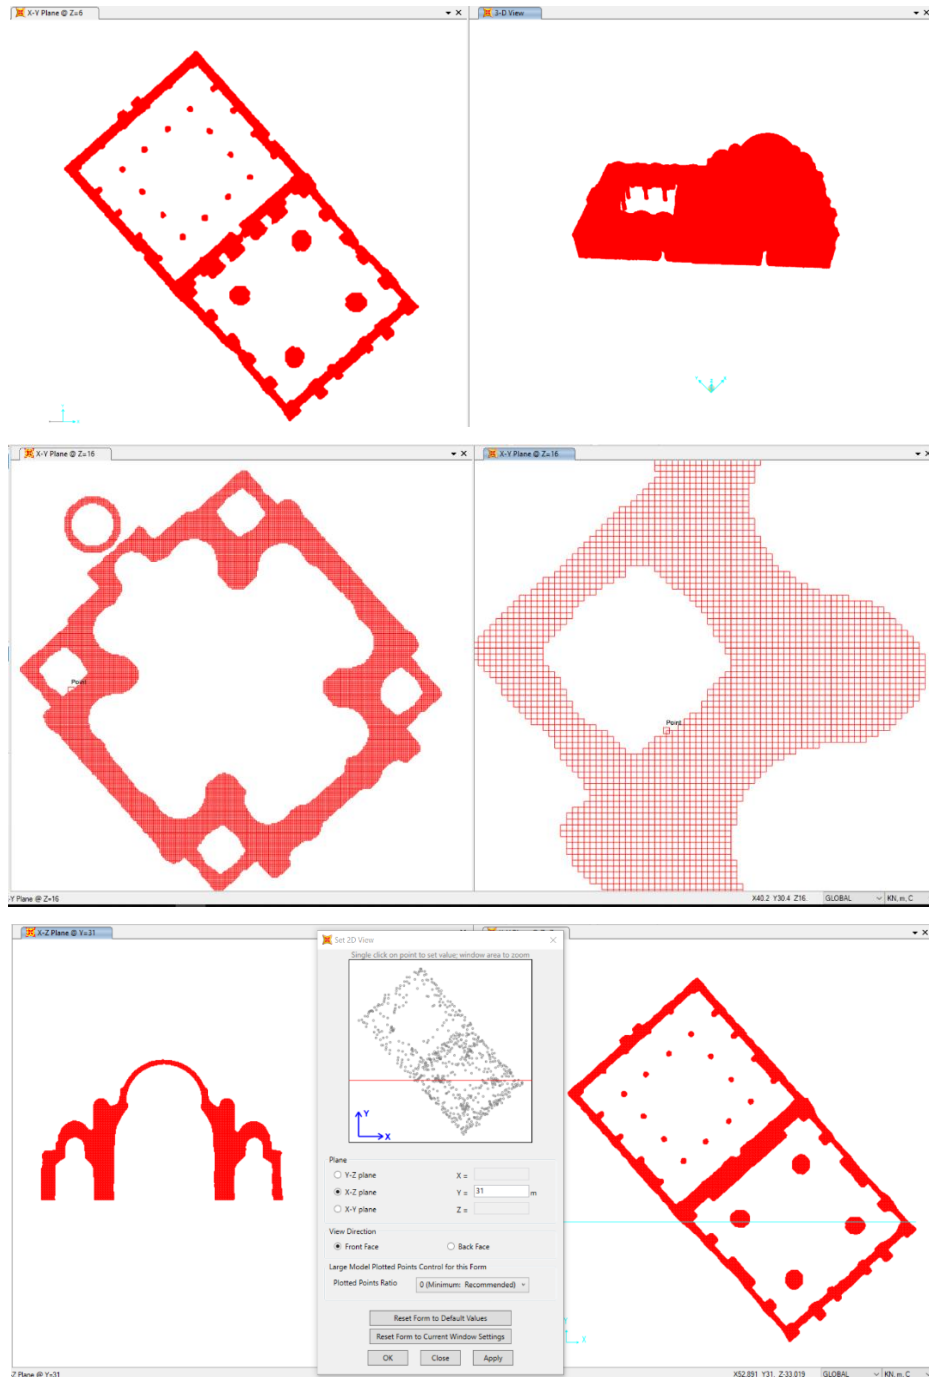 X-Y Plane @ Z=6
3-D View
X-Y Plane @ Z=16
X-Y Plane @ Z=16
Point
Point
-Y Plane @ Z=16
X40.2 Y30.4 Z16.
GLOBAL
KN, m, C
X-Z Plane @ Y=31
Set 2D View
Single click on point to set value; window area to zoom
Y
X
Plane
Y-Z plane
X =
X-Z plane
Y = 31 m
X-Y plane
Z =
View Direction
Front Face
Back Face
Large Model Plotted Points Control for this Form
Plotted Points Ratio
0 (Minimum: Recommended)
Reset Form to Default Values
Reset Form to Current Window Settings
OK
Close
Apply
Z Plane @ Y=31
X52.891 Y31. Z-33.019
GLOBAL
KN, m, C